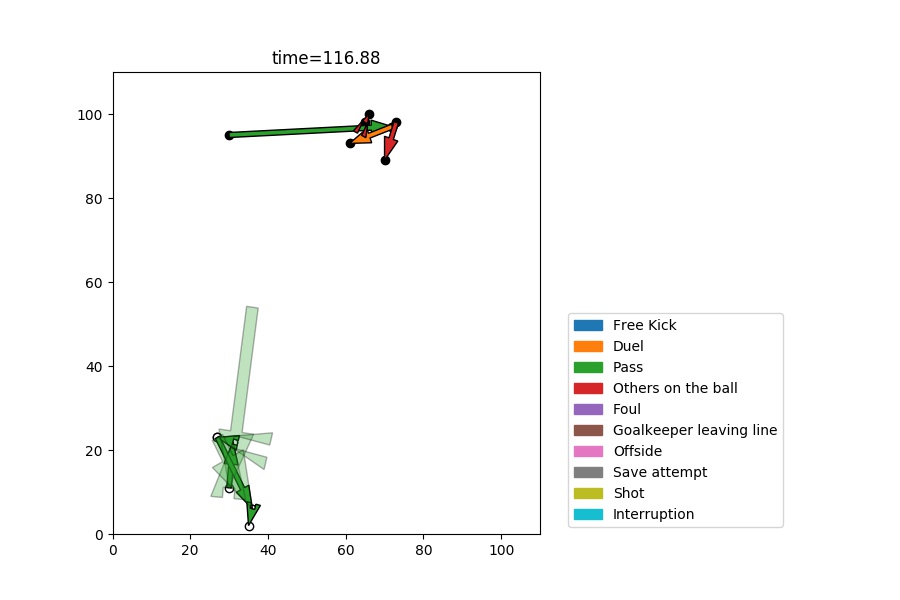 time=116.88
100
80
60
40
20
0
0 20 40 60 80 100
Free Kick
Duel
Pass
Others on the ball
Foul
Goalkeeper leaving line
Offside
Save attempt
Shot
Interruption